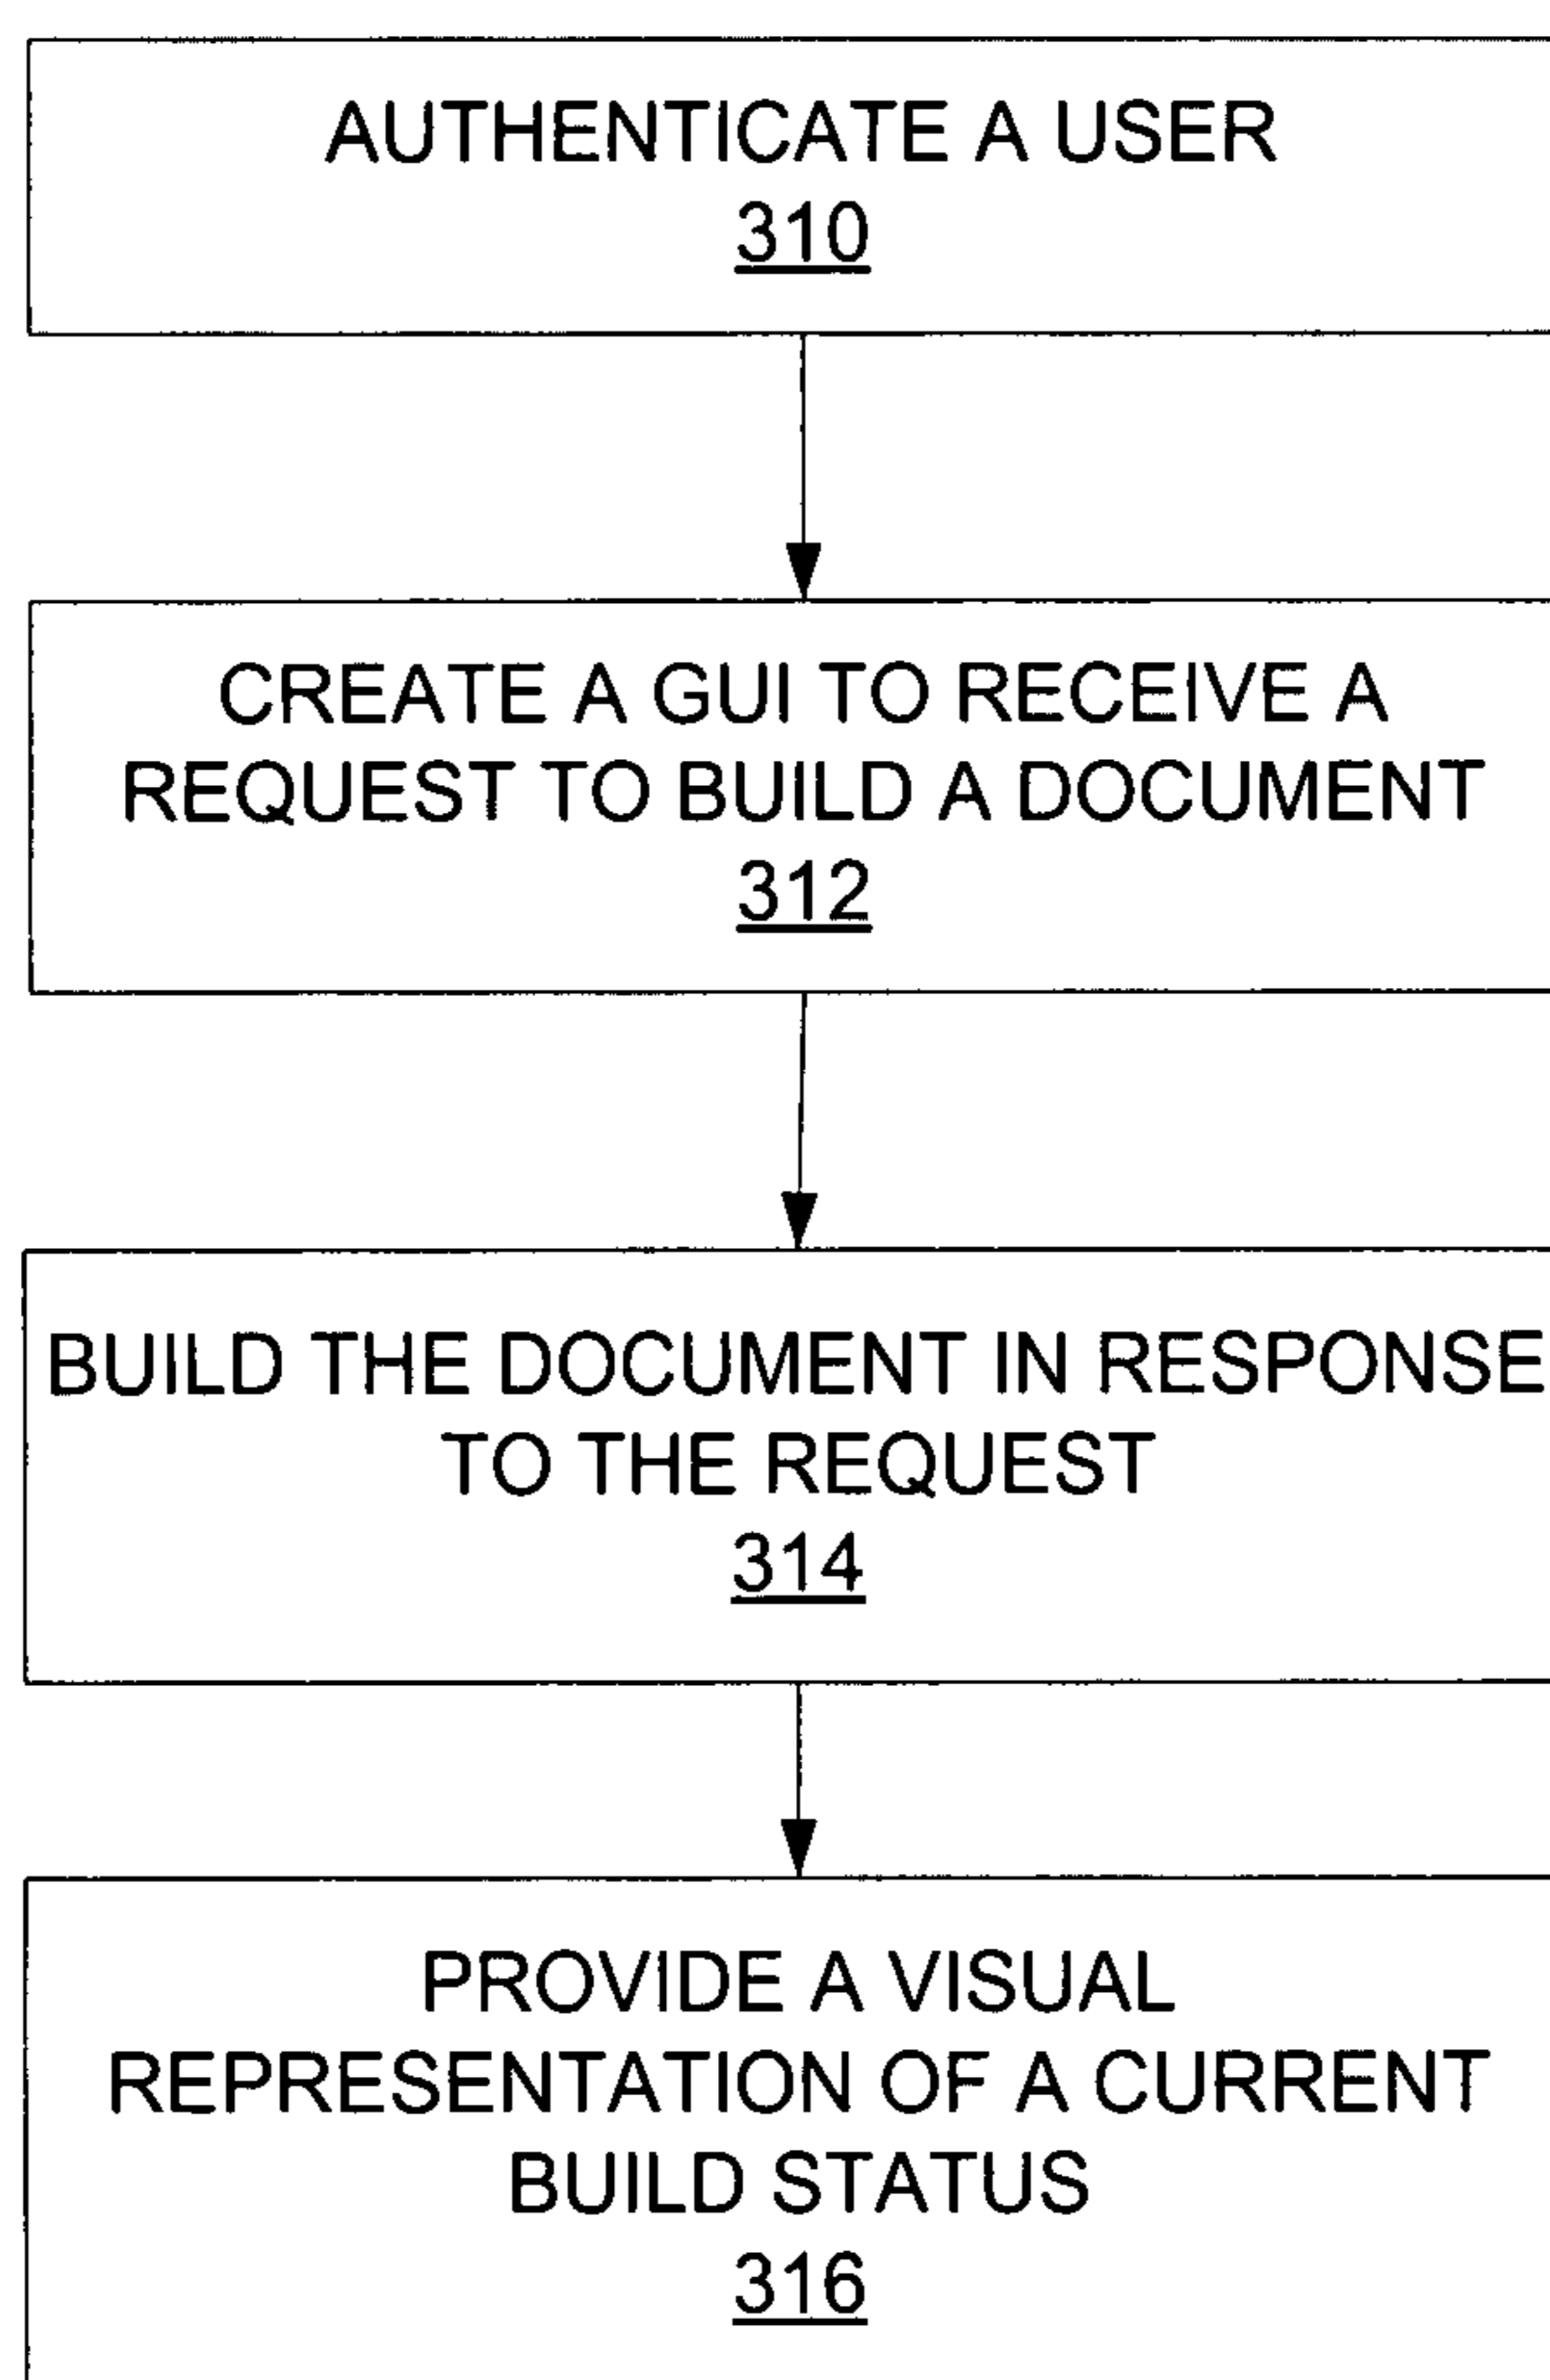 AUTHENTICATE A USER
310
CREATE A GUI TO RECEIVE A
REQUEST TO BUILD A DOCUMENT
312
BUILD THE DOCUMENT IN RESPONSE
TO THE REQUEST
314
PROVIDE A VISUAL
REPRESENTATION OF A CURRENT
BUILD STATUS
316